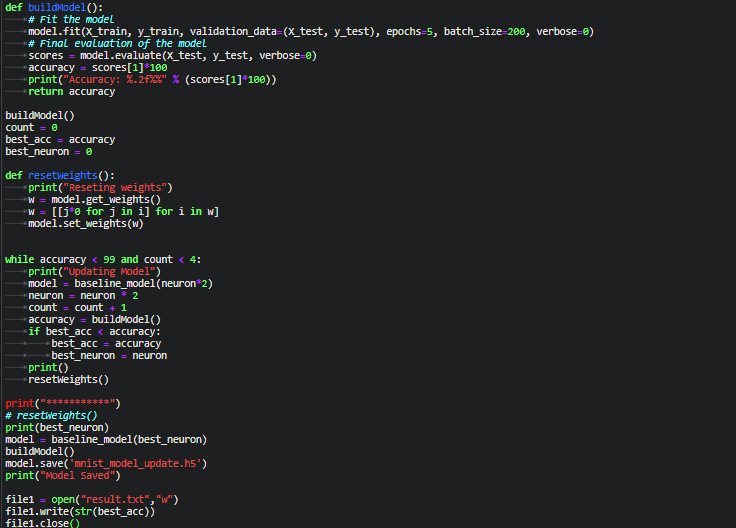 def buildModel():
    # Fit the model
    model.fit(X_train, y_train, validation_data=(X_test, y_test), epochs=5, batch_size=200, verbose=0)
    # Final evaluation of the model
    scores = model.evaluate(X_test, y_test, verbose=0)
    accuracy = scores[1]*100
    print("Accuracy: %.2f%%" % (scores[1]*100))
    return accuracy

buildModel()
count = 0
best_acc = accuracy
best_neuron = 0

def resetWeights():
    print("Reseting weights")
    w = model.get_weights()
    w = [[j*0 for j in i] for i in w]
    model.set_weights(w)


while accuracy < 99 and count < 4:
    print("Updating Model")
    model = baseline_model(neuron*2)
    neuron = neuron * 2
    count = count + 1
    accuracy = buildModel()
    if best_acc < accuracy:
        best_acc = accuracy
        best_neuron = neuron
    print()
    resetWeights()

print("***********")
# resetWeights()
print(best_neuron)
model = baseline_model(best_neuron)
buildModel()
model.save('mnist_model_update.h5')
print("Model Saved")

file1 = open("result.txt","w")
file1.write(str(best_acc))
file1.close()